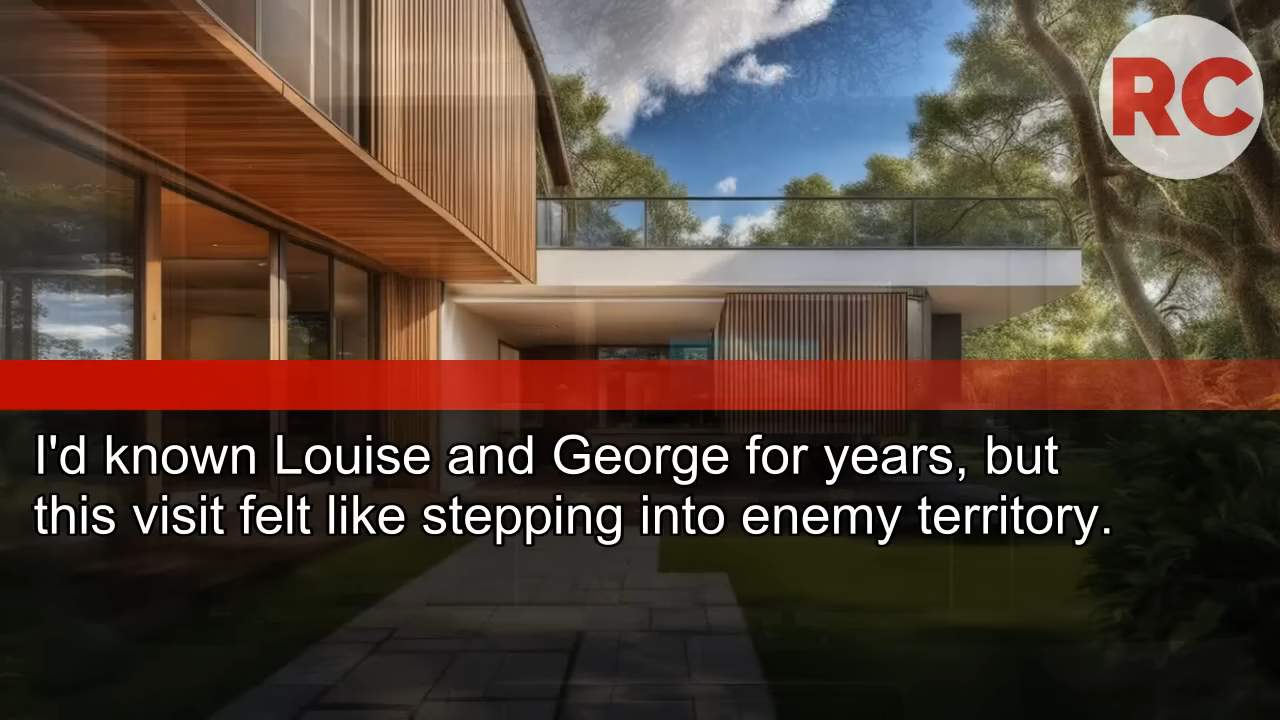 RC
I'd known Louise and George for years, but
this visit felt like stepping into enemy territory.